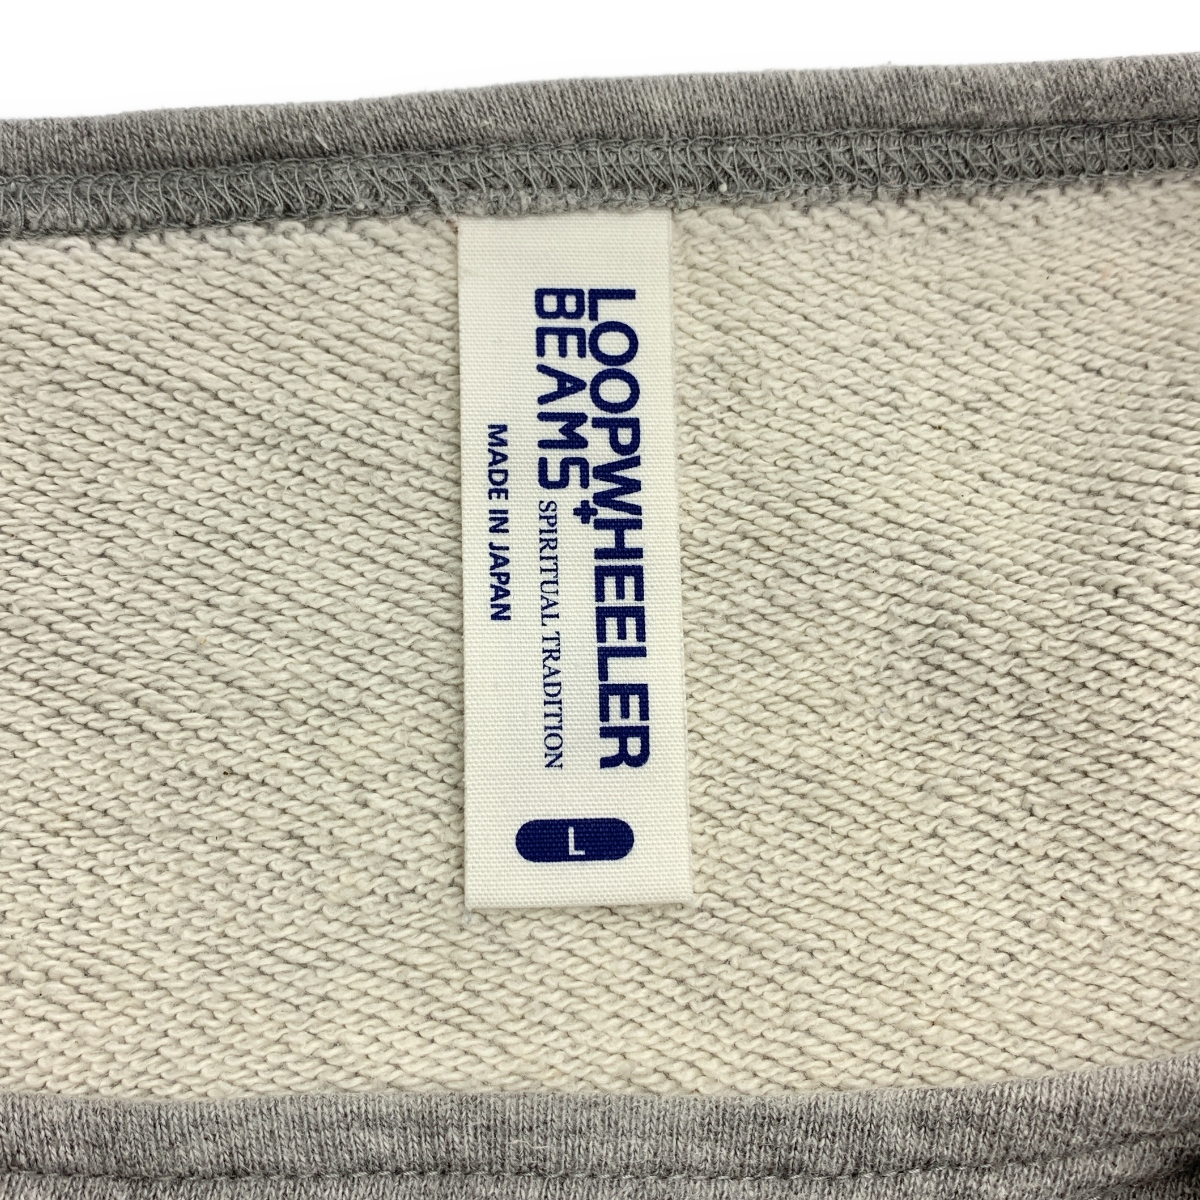 LOOPWHEELER
+
BEAMS SPIRITUAL TRADITION
MADE IN JAPAN
L